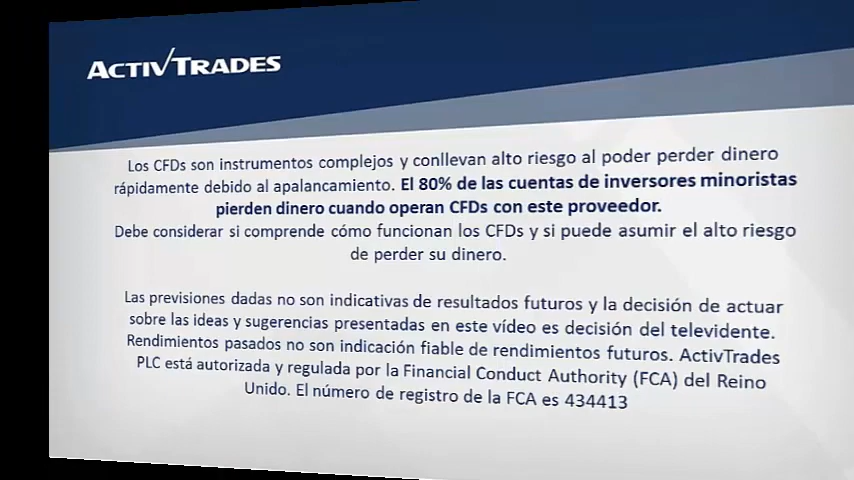 ACTIVTRADES
Los CFDs son instrumentos complejos y conllevan alto riesgo al poder perder dinero
rápidamente debido al apalancamiento. El 80% de las cuentas de inversores minoristas
pierden dinero cuando operan CFDs con este proveedor.
Debe considerar si comprende cómo funcionan los CFDs y si puede asumir el alto riesgo
de perder su dinero.
Las previsiones dadas no son indicativas de resultados futuros y la decisión de actuar
sobre las ideas y sugerencias presentadas en este vídeo es decisión del televidente.
Rendimientos pasados no son indicación fiable de rendimientos futuros. ActivTrades
PLC está autorizada y regulada por la Financial Conduct Authority (FCA) del Reino
Unido. El número de registro de la FCA es 434413